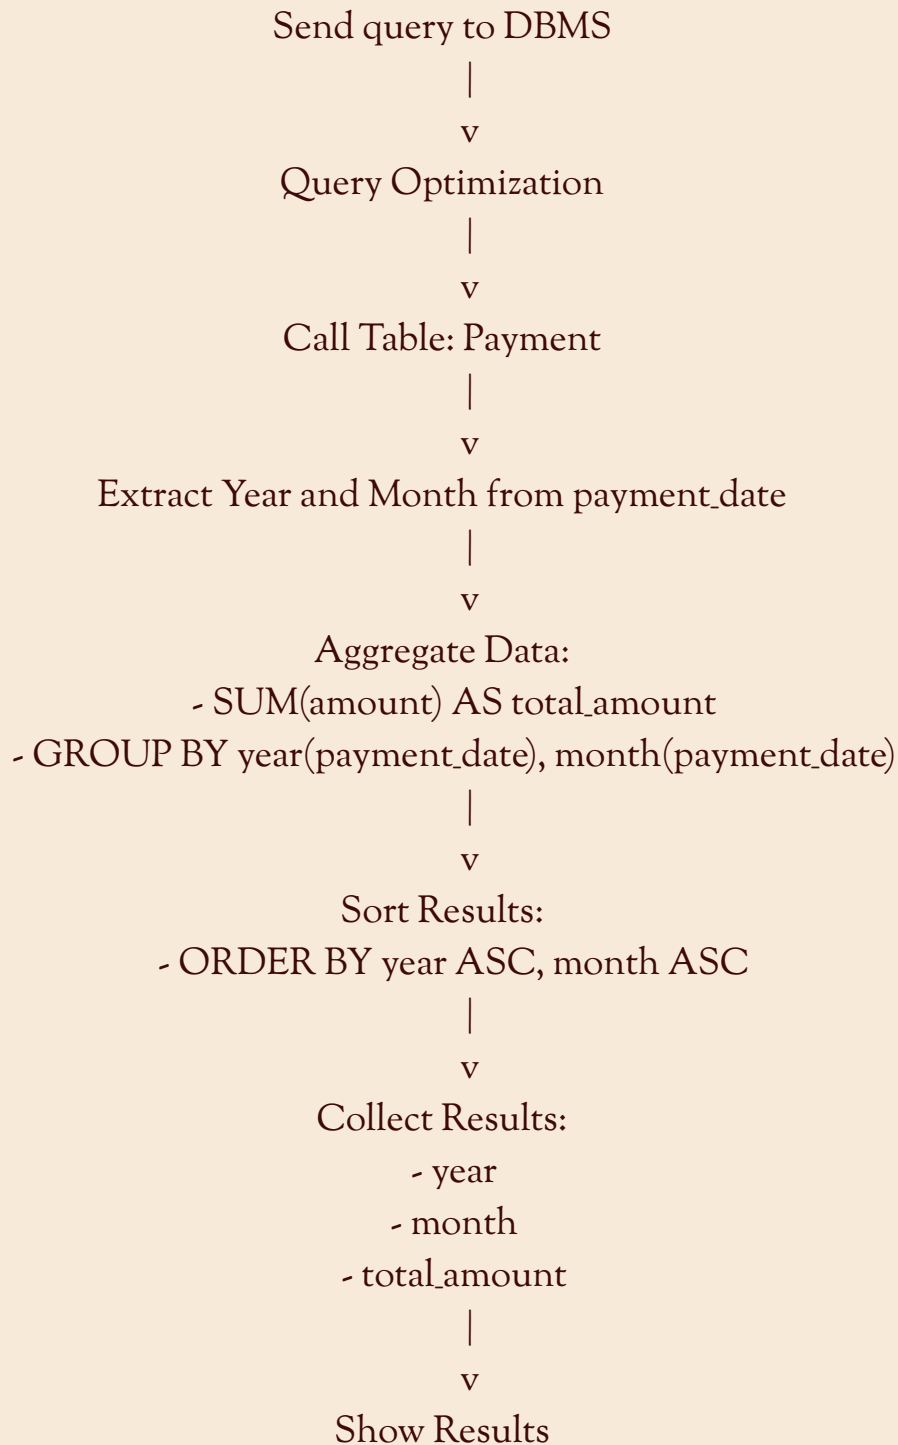 Send query to DBMS
|
v
Query Optimization
|
v
Call Table: Payment
|
v
Extract Year and Month from payment_date
|
v
Aggregate Data:
- SUM(amount) AS total_amount
- GROUP BY year(payment_date), month(payment_date)
|
v
Sort Results:
- ORDER BY year ASC, month ASC
|
v
Collect Results:
- year
- month
- total_amount
|
v
Show Results